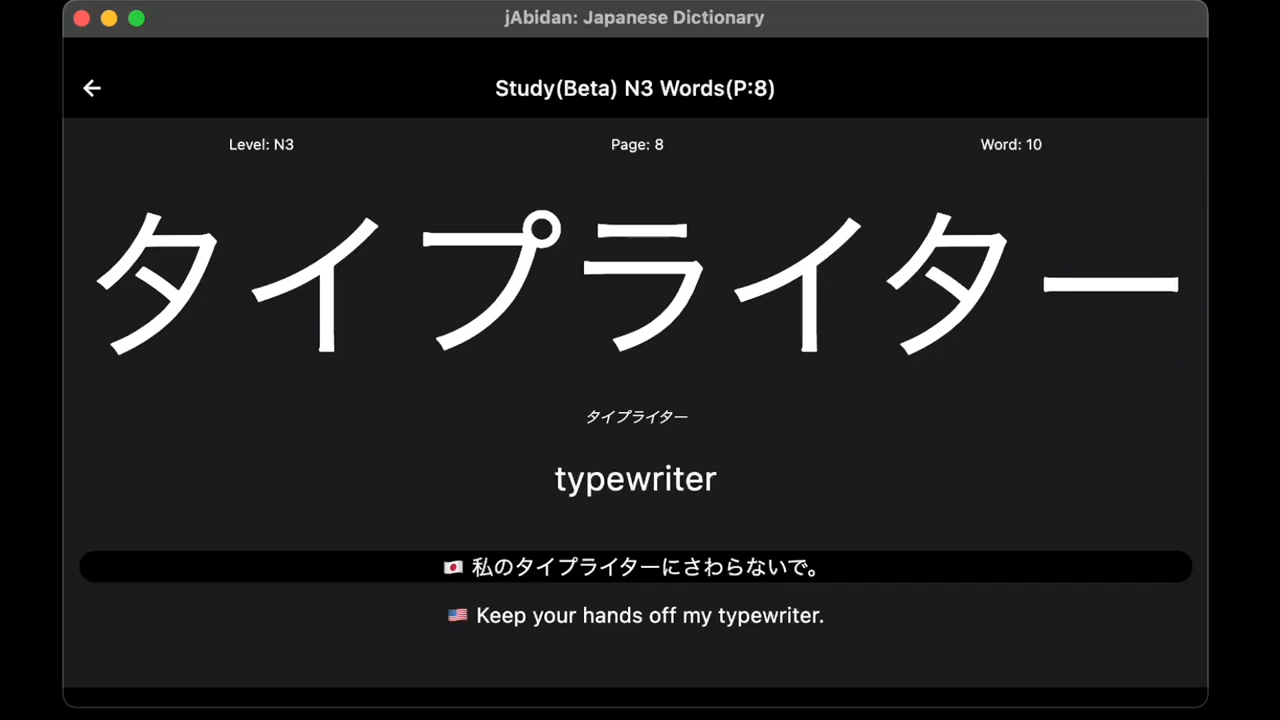 jAbidan: Japanese Dictionary
Study(Beta) N3 Words(P:8)
Level: N3 Page: 8 Word: 10
タイプライター
タイプライター
typewriter
🇯🇵 私のタイプライターにさわらないで。
🇺🇸 Keep your hands off my typewriter.